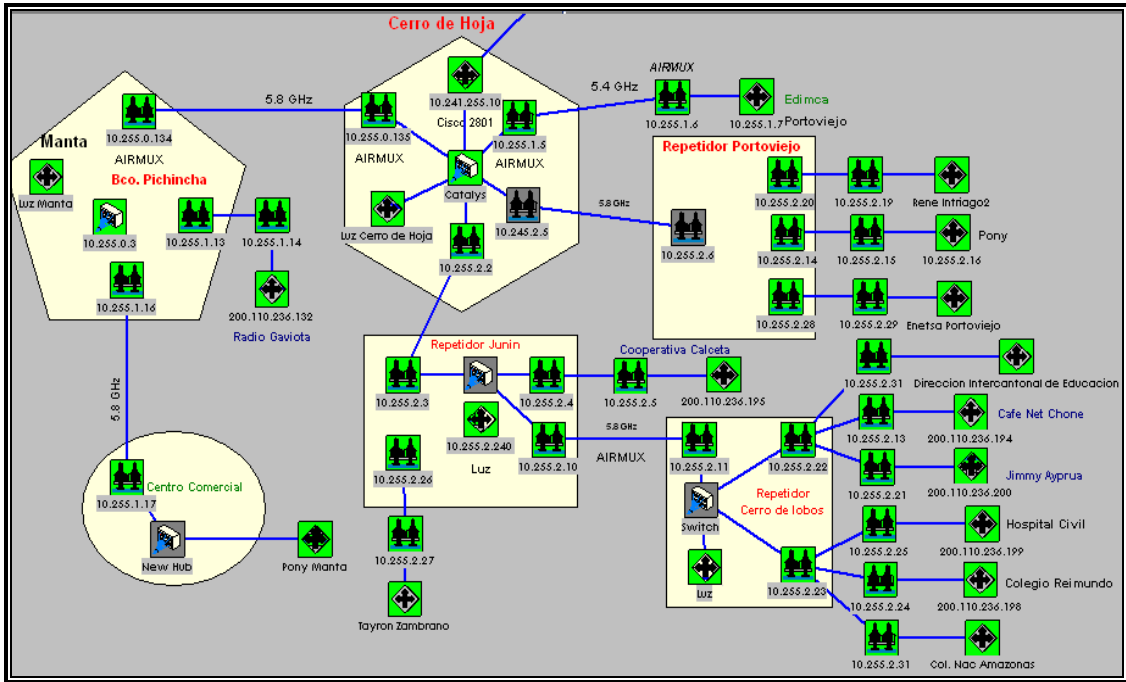 Cerro de Hoja
10.241.255.10
Cisco 2801
5.8 GHz
10.255.0.135
AIRMUX
10.255.1.5
AIRMUX
Catalys
Luz Cerro de Hoja
10.245.2.5
10.255.2.2
5.4 GHz
AIRMUX
10.255.1.6
10.255.1.7
Edimca
Portoviejo
Manta
10.255.0.134
AIRMUX
Bco. Pichincha
Luz Manta
10.255.0.3
10.255.1.13
10.255.1.14
10.255.1.16
200.110.236.132
Radio Gaviota
5.8 GHz
Repetidor Portoviejo
5.8 GHz
10.255.2.6
10.255.2.20
10.255.2.19
Rene Intriago2
10.255.2.14
10.255.2.15
10.255.2.16
Pony
10.255.2.28
10.255.2.29
Enetsa Portoviejo
Repetidor Junin
10.255.2.3
10.255.2.4
10.255.2.240
Luz
10.255.2.10
10.255.2.26
10.255.2.27
Tayron Zambrano
Cooperativa Calceta
10.255.2.5
200.110.236.195
5.8 GHz
AIRMUX
10.255.2.11
10.255.2.22
Repetidor
Cerro de lobos
Switch
Luz
10.255.2.23
10.255.2.31
Direccion Intercantonal de Educacion
10.255.2.13
200.110.236.194
Cafe Net Chone
10.255.2.21
200.110.236.200
Jimmy Ayprua
10.255.2.25
200.110.236.199
Hospital Civil
10.255.2.24
200.110.236.198
Colegio Reimundo
10.255.2.31
Col. Nac Amazonas
Centro Comercial
10.255.1.17
New Hub
Pony Manta